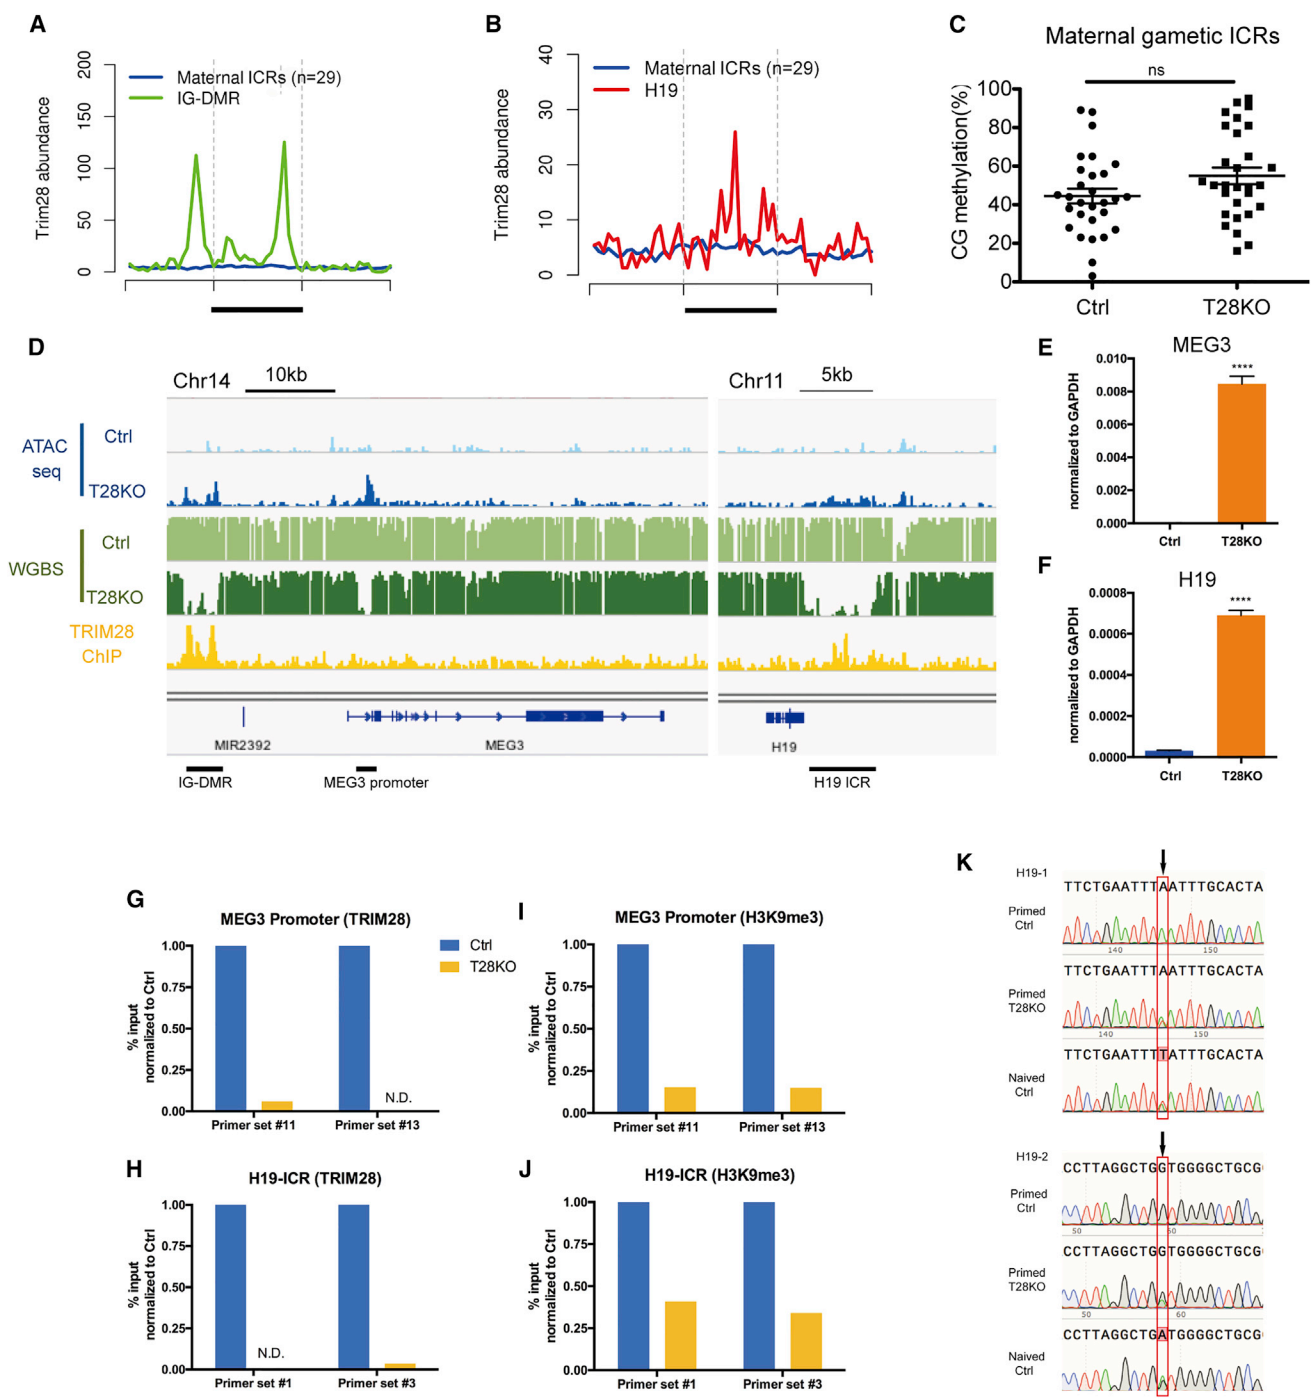 A
200
150
100
50
0
Trim28 abundance
Maternal ICRs (n=29)
IG-DMR
B
40
30
20
10
0
Trim28 abundance
Maternal ICRs (n=29)
H19
C
Maternal gametic ICRs
ns
100
80
60
40
20
0
CG methylation(%)
Ctrl
T28KO
D
Chr14
10kb
Chr11
5kb
ATAC
seq
Ctrl
T28KO
WGBS
Ctrl
T28KO
TRIM28
ChIP
MIR2392
MEG3
H19
IG-DMR
MEG3 promoter
H19 ICR
E
MEG3
****
0.010
0.008
0.006
0.004
0.002
0.000
normalized to GAPDH
Ctrl
T28KO
F
H19
****
0.0008
0.0006
0.0004
0.0002
0.0000
normalized to GAPDH
Ctrl
T28KO
G
MEG3 Promoter (TRIM28)
1.00
0.75
0.50
0.25
0.00
% input
normalized to Ctrl
N.D.
Primer set #11
Primer set #13
Ctrl
T28KO
I
MEG3 Promoter (H3K9me3)
1.00
0.75
0.50
0.25
0.00
% input
normalized to Ctrl
Primer set #11
Primer set #13
H
H19-ICR (TRIM28)
1.00
0.75
0.50
0.25
0.00
% input
normalized to Ctrl
N.D.
Primer set #1
Primer set #3
J
H19-ICR (H3K9me3)
1.00
0.75
0.50
0.25
0.00
% input
normalized to Ctrl
Primer set #1
Primer set #3
K
H19-1
TTCTGAATTTAATTTGCACTA
Primed
Ctrl
140
150
TTCTGAATTTAATTTGCACTA
Primed
T28KO
140
150
TTCTGAATTTTATTTGCACTA
Naived
Ctrl
H19-2
CCTTAGGCTGGTGGGGCTGCG
Primed
Ctrl
50
60
CCTTAGGCTGGTGGGGCTGCG
Primed
T28KO
50
60
CCTTAGGCTGATGGGGCTGCG
Naived
Ctrl